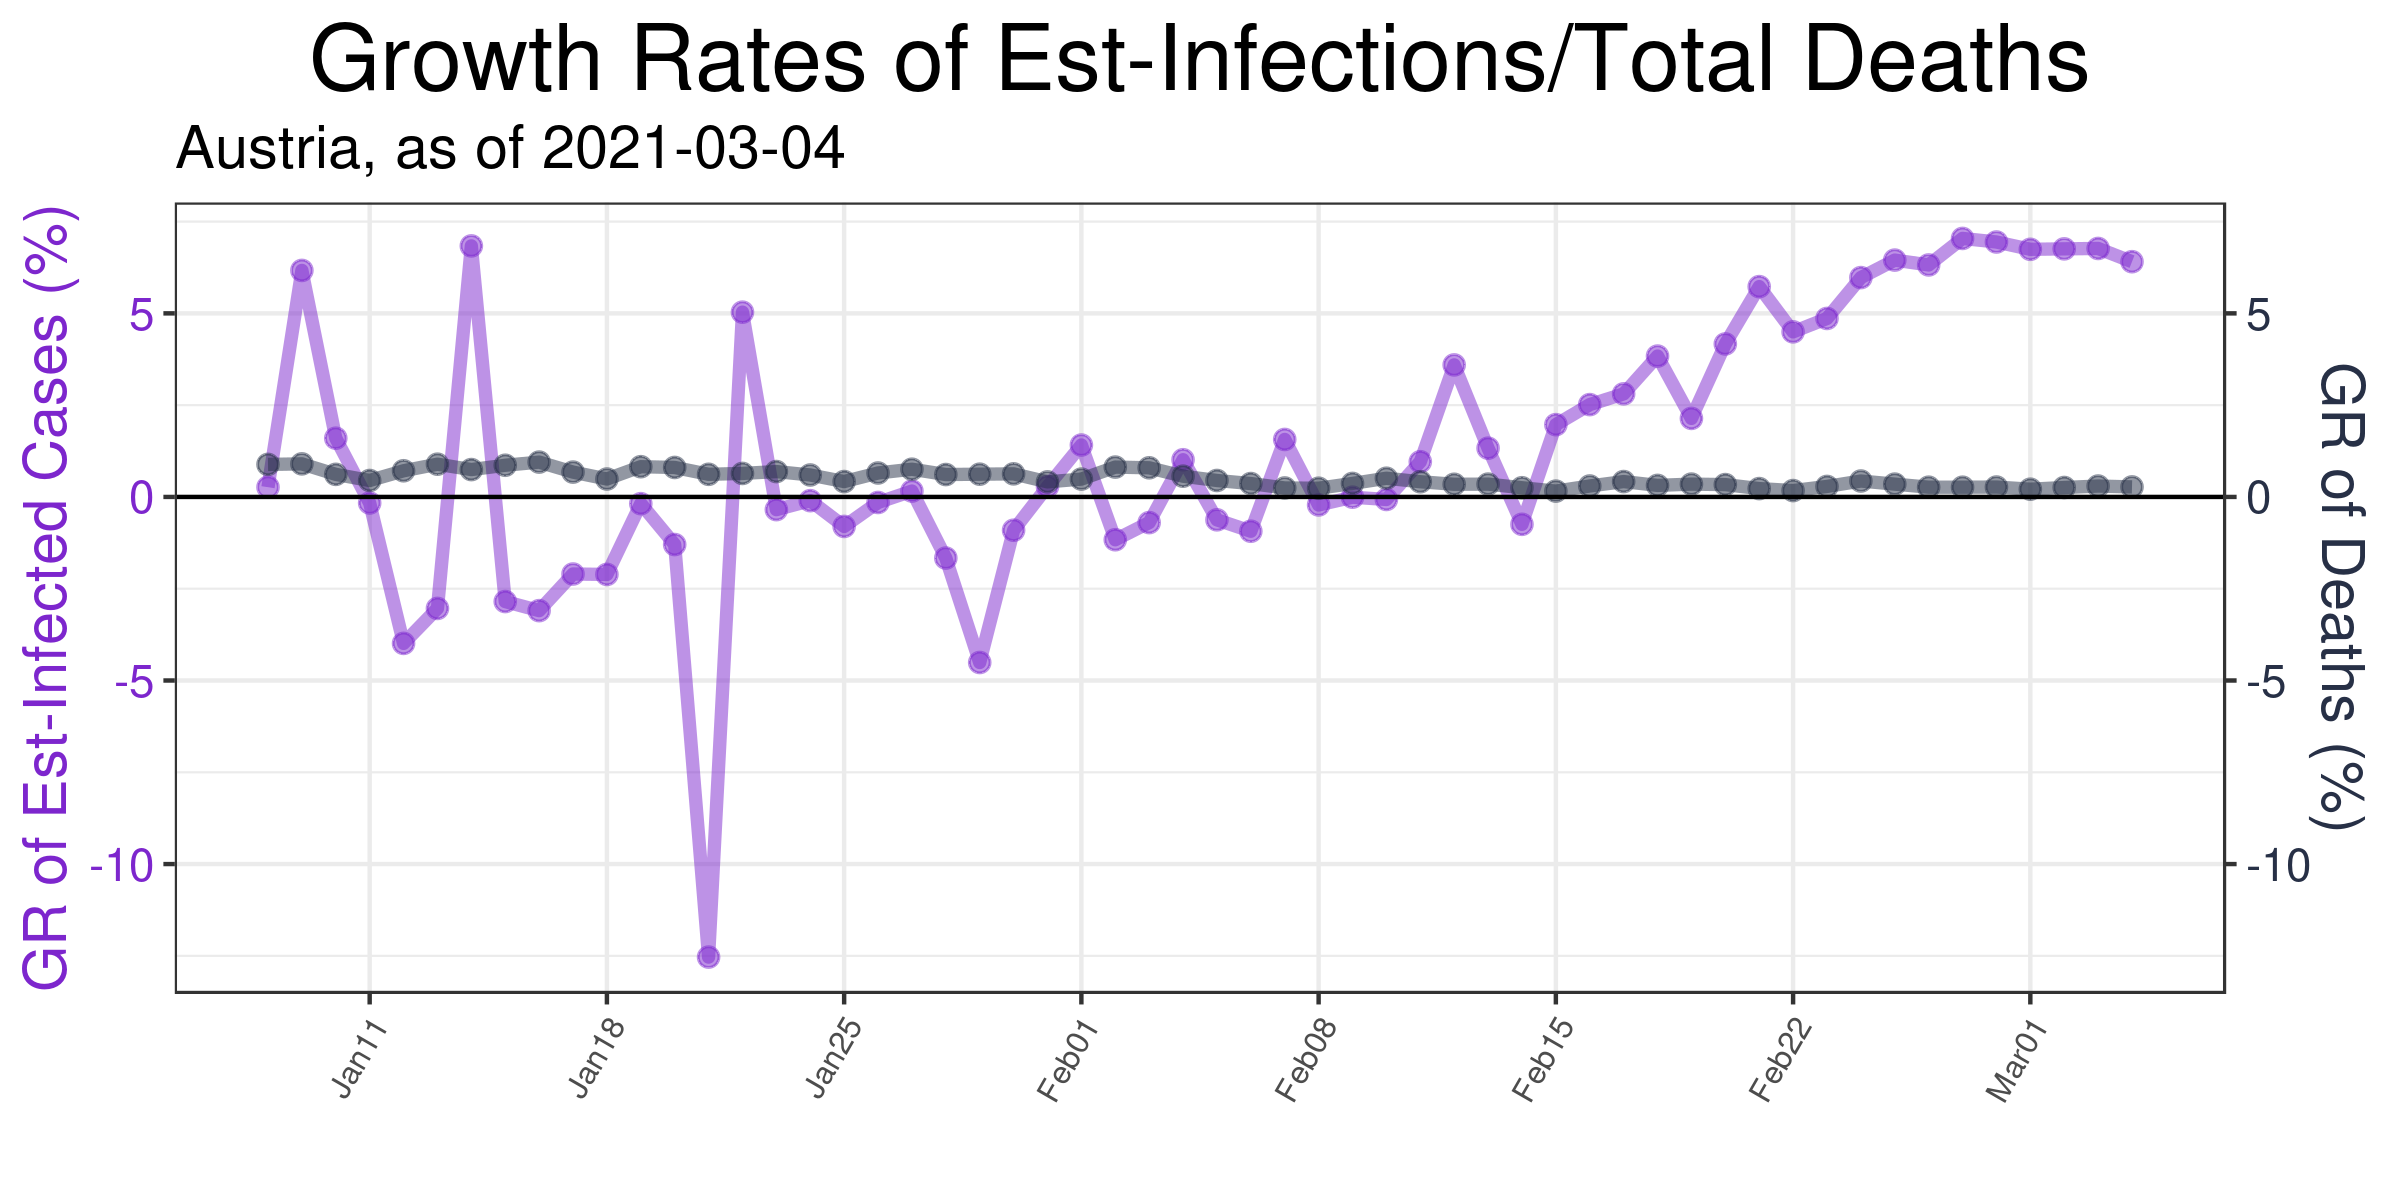 Growth Rates of Est-Infections/Total Deaths
Austria, as of 2021-03-04
GR of Est-Infected Cases (%)
5
0
-5
-10
5
0
-5
-10
GR of Deaths (%)
Jan11
Jan18
Jan25
Feb01
Feb08
Feb15
Feb22
Mar01